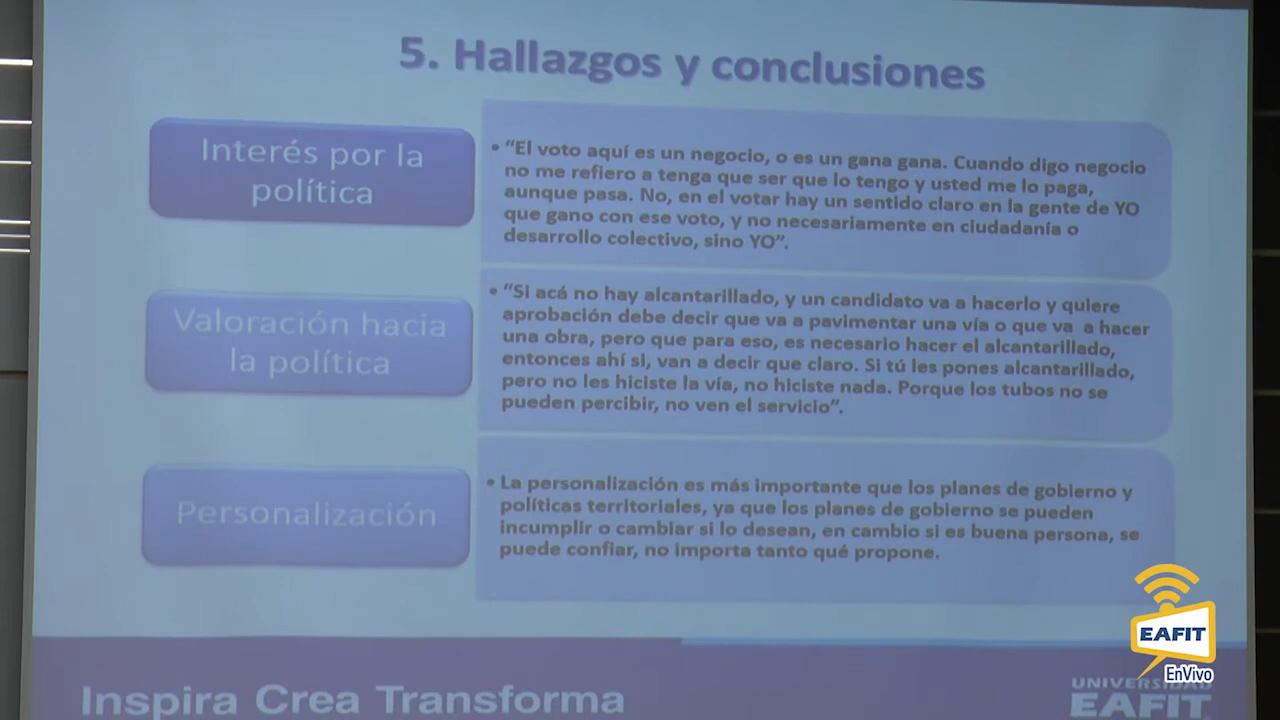 5. Hallazgos y conclusiones
Interés por la
política
• “El voto aquí es un negocio, o es un gana gana. Cuando digo negocio
no me refiero a tenga que ser que lo tengo y usted me lo paga,
aunque pasa. No, en el votar hay un sentido claro en la gente de YO
que gano con ese voto, y no necesariamente en ciudadanía o
desarrollo colectivo, sino YO”.
Valoración hacia
la política
• “Si acá no hay alcantarillado, y un candidato va a hacerlo y quiere
aprobación debe decir que va a pavimentar una vía o que va a hacer
una obra, pero que para eso, es necesario hacer el alcantarillado,
entonces ahí si, van a decir que claro. Si tú les pones alcantarillado,
pero no les hiciste la vía, no hiciste nada. Porque los tubos no se
pueden percibir, no ven el servicio”.
Personalización
• La personalización es más importante que los planes de gobierno y
políticas territoriales, ya que los planes de gobierno se pueden
incumplir o cambiar si lo desean, en cambio si es buena persona, se
puede confiar, no importa tanto qué propone.
EAFIT
EnVivo
Inspira Crea Transforma
UNIVERSIDAD
EAFIT